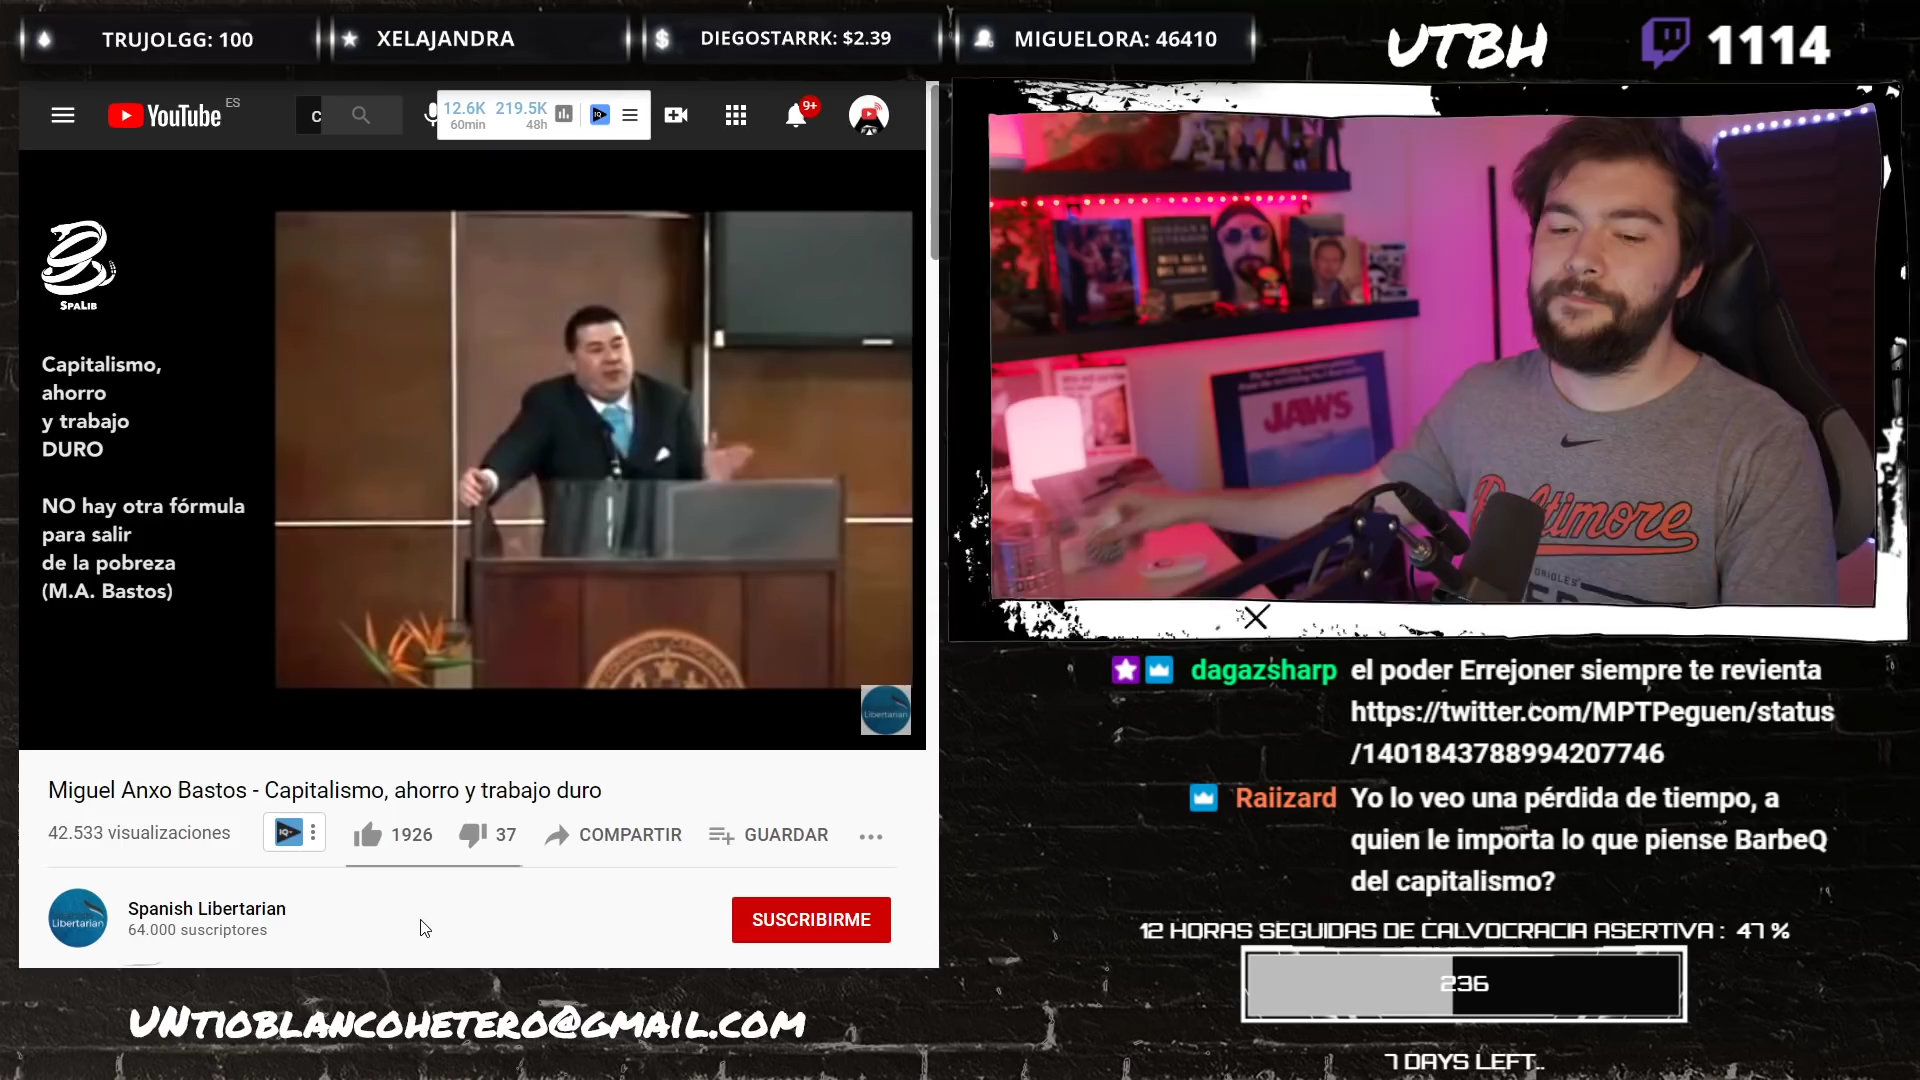 TRUJOLGG: 100
XELAJANDRA
DIEGOSTARRK: $2.39
MIGUELORA: 46410
UTBH
1114
YouTube ES
C
12.6K 219.5K
60min 48h
IQ
9+
SPALIB
Capitalismo,
ahorro
y trabajo
DURO
NO hay otra fórmula
para salir
de la pobreza
(M.A. Bastos)
Libertarian
JAWS
Baltimore
Miguel Anxo Bastos - Capitalismo, ahorro y trabajo duro
42.533 visualizaciones
IQ
1926
37
COMPARTIR
GUARDAR
Libertarian
Spanish Libertarian
64.000 suscriptores
SUSCRIBIRME
dagazsharp el poder Errejoner siempre te revienta
https://twitter.com/MPTPeguen/status
/1401843788994207746
Raiizard Yo lo veo una pérdida de tiempo, a
quien le importa lo que piense BarbeQ
del capitalismo?
12 HORAS SEGUIDAS DE CALVOCRACIA ASERTIVA : 47 %
236
7 DAYS LEFT..
UNTIOBLANCOHETERO@GMAIL.COM